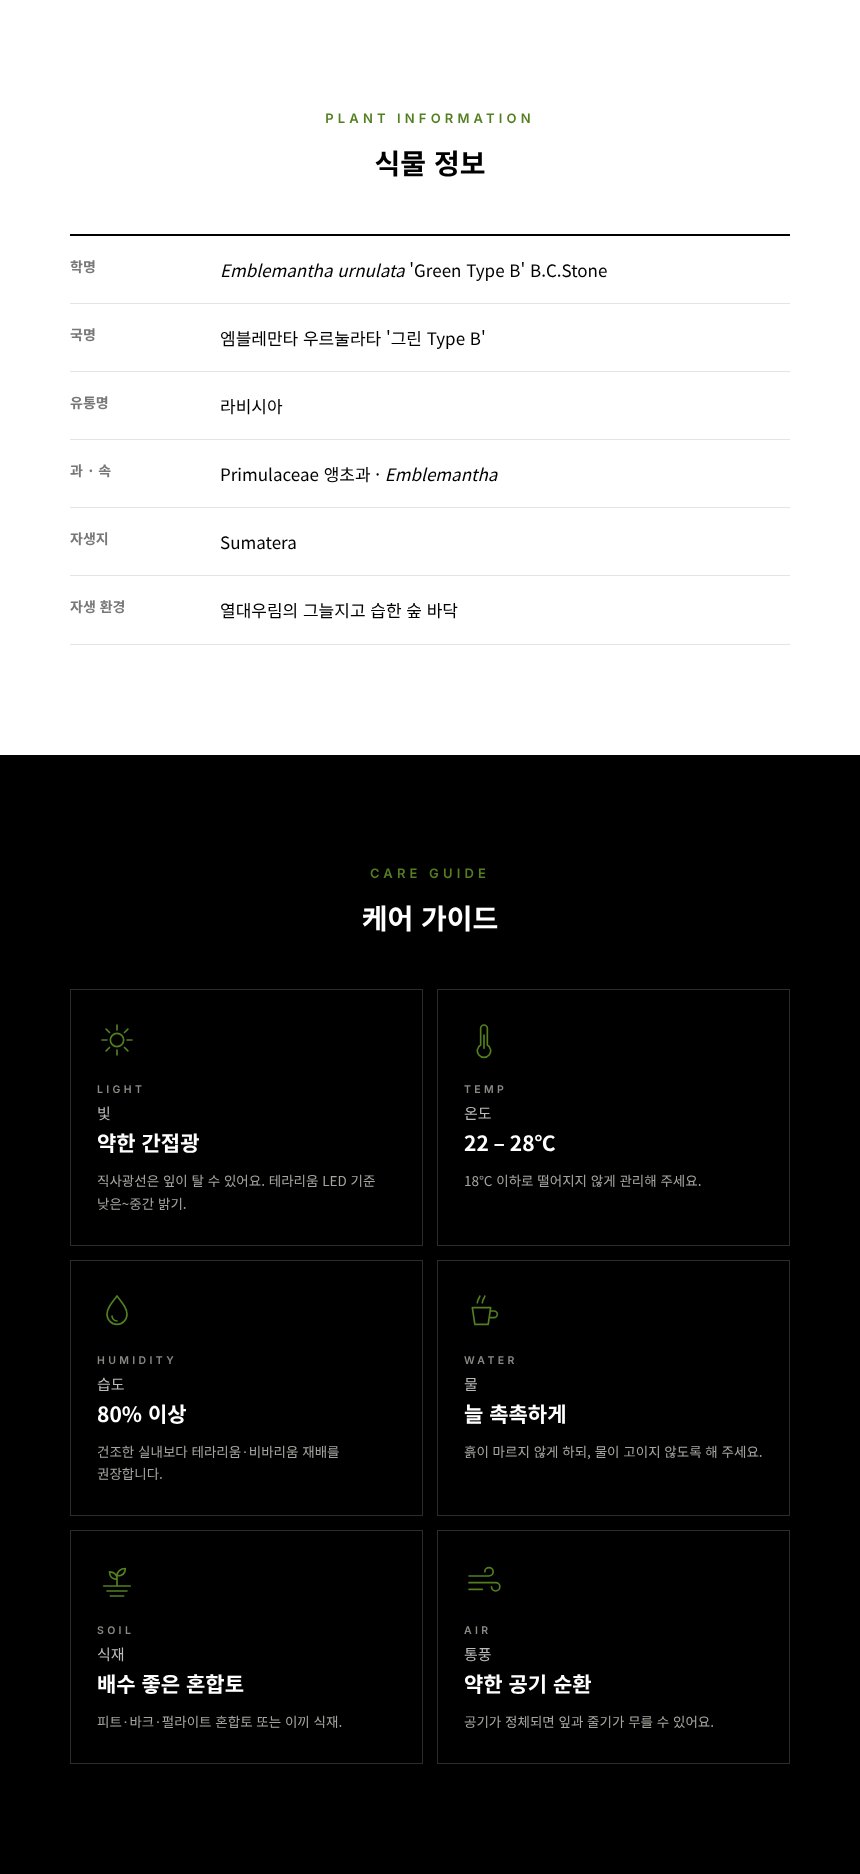 PLANT INFORMATION
식물 정보
학명
Emblemantha urnulata 'Green Type B' B.C.Stone
국명
엠블레만타 우르눌라타 '그린 Type B'
유통명
라비시아
과 · 속
Primulaceae 앵초과 · Emblemantha
자생지
Sumatera
자생 환경
열대우림의 그늘지고 습한 숲 바닥
CARE GUIDE
케어 가이드
LIGHT
빛
약한 간접광
직사광선은 잎이 탈 수 있어요. 테라리움 LED 기준
낮은~중간 밝기.
TEMP
온도
22 – 28°C
18°C 이하로 떨어지지 않게 관리해 주세요.
HUMIDITY
습도
80% 이상
건조한 실내보다 테라리움·비바리움 재배를
권장합니다.
WATER
물
늘 촉촉하게
흙이 마르지 않게 하되, 물이 고이지 않도록 해 주세요.
SOIL
식재
배수 좋은 혼합토
피트·바크·펄라이트 혼합토 또는 이끼 식재.
AIR
통풍
약한 공기 순환
공기가 정체되면 잎과 줄기가 무를 수 있어요.